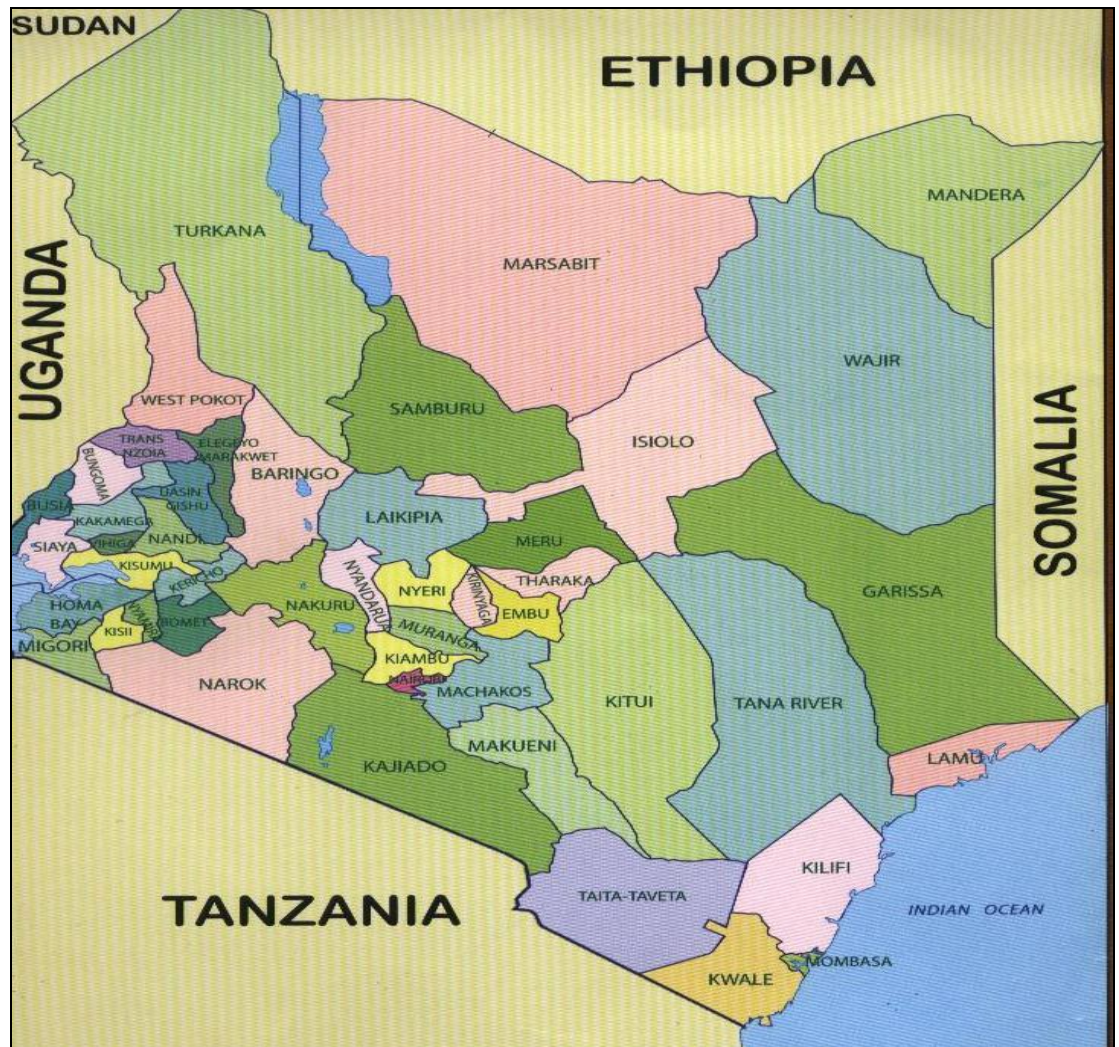 SUDAN
ETHIOPIA
MANDERA
TURKANA
MARSABIT
UGANDA
WAJIR
WEST POKOT
SAMBURU
SOMALIA
TRANS
NZOIA
ELEGEYO
MARAKWET
ISIOLO
BUNGOMA
BARINGO
UASIN
GISHU
BUSIA
KAKAMEGA
LAIKIPIA
SIAYA
VIHIGA
NANDI
MERU
KISUMU
KERICHO
NYANDARUA
NYERI
KIRINYAGA
THARAKA
GARISSA
HOMA
BAY
NYAMIRA
NAKURU
EMBU
KISII
BOMET
MURANGA
MIGORI
KIAMBU
NAROK
NAIROBI
MACHAKOS
KITUI
TANA RIVER
MAKUENI
KAJIADO
LAMU
KILIFI
TAITA-TAVETA
TANZANIA
INDIAN OCEAN
MOMBASA
KWALE